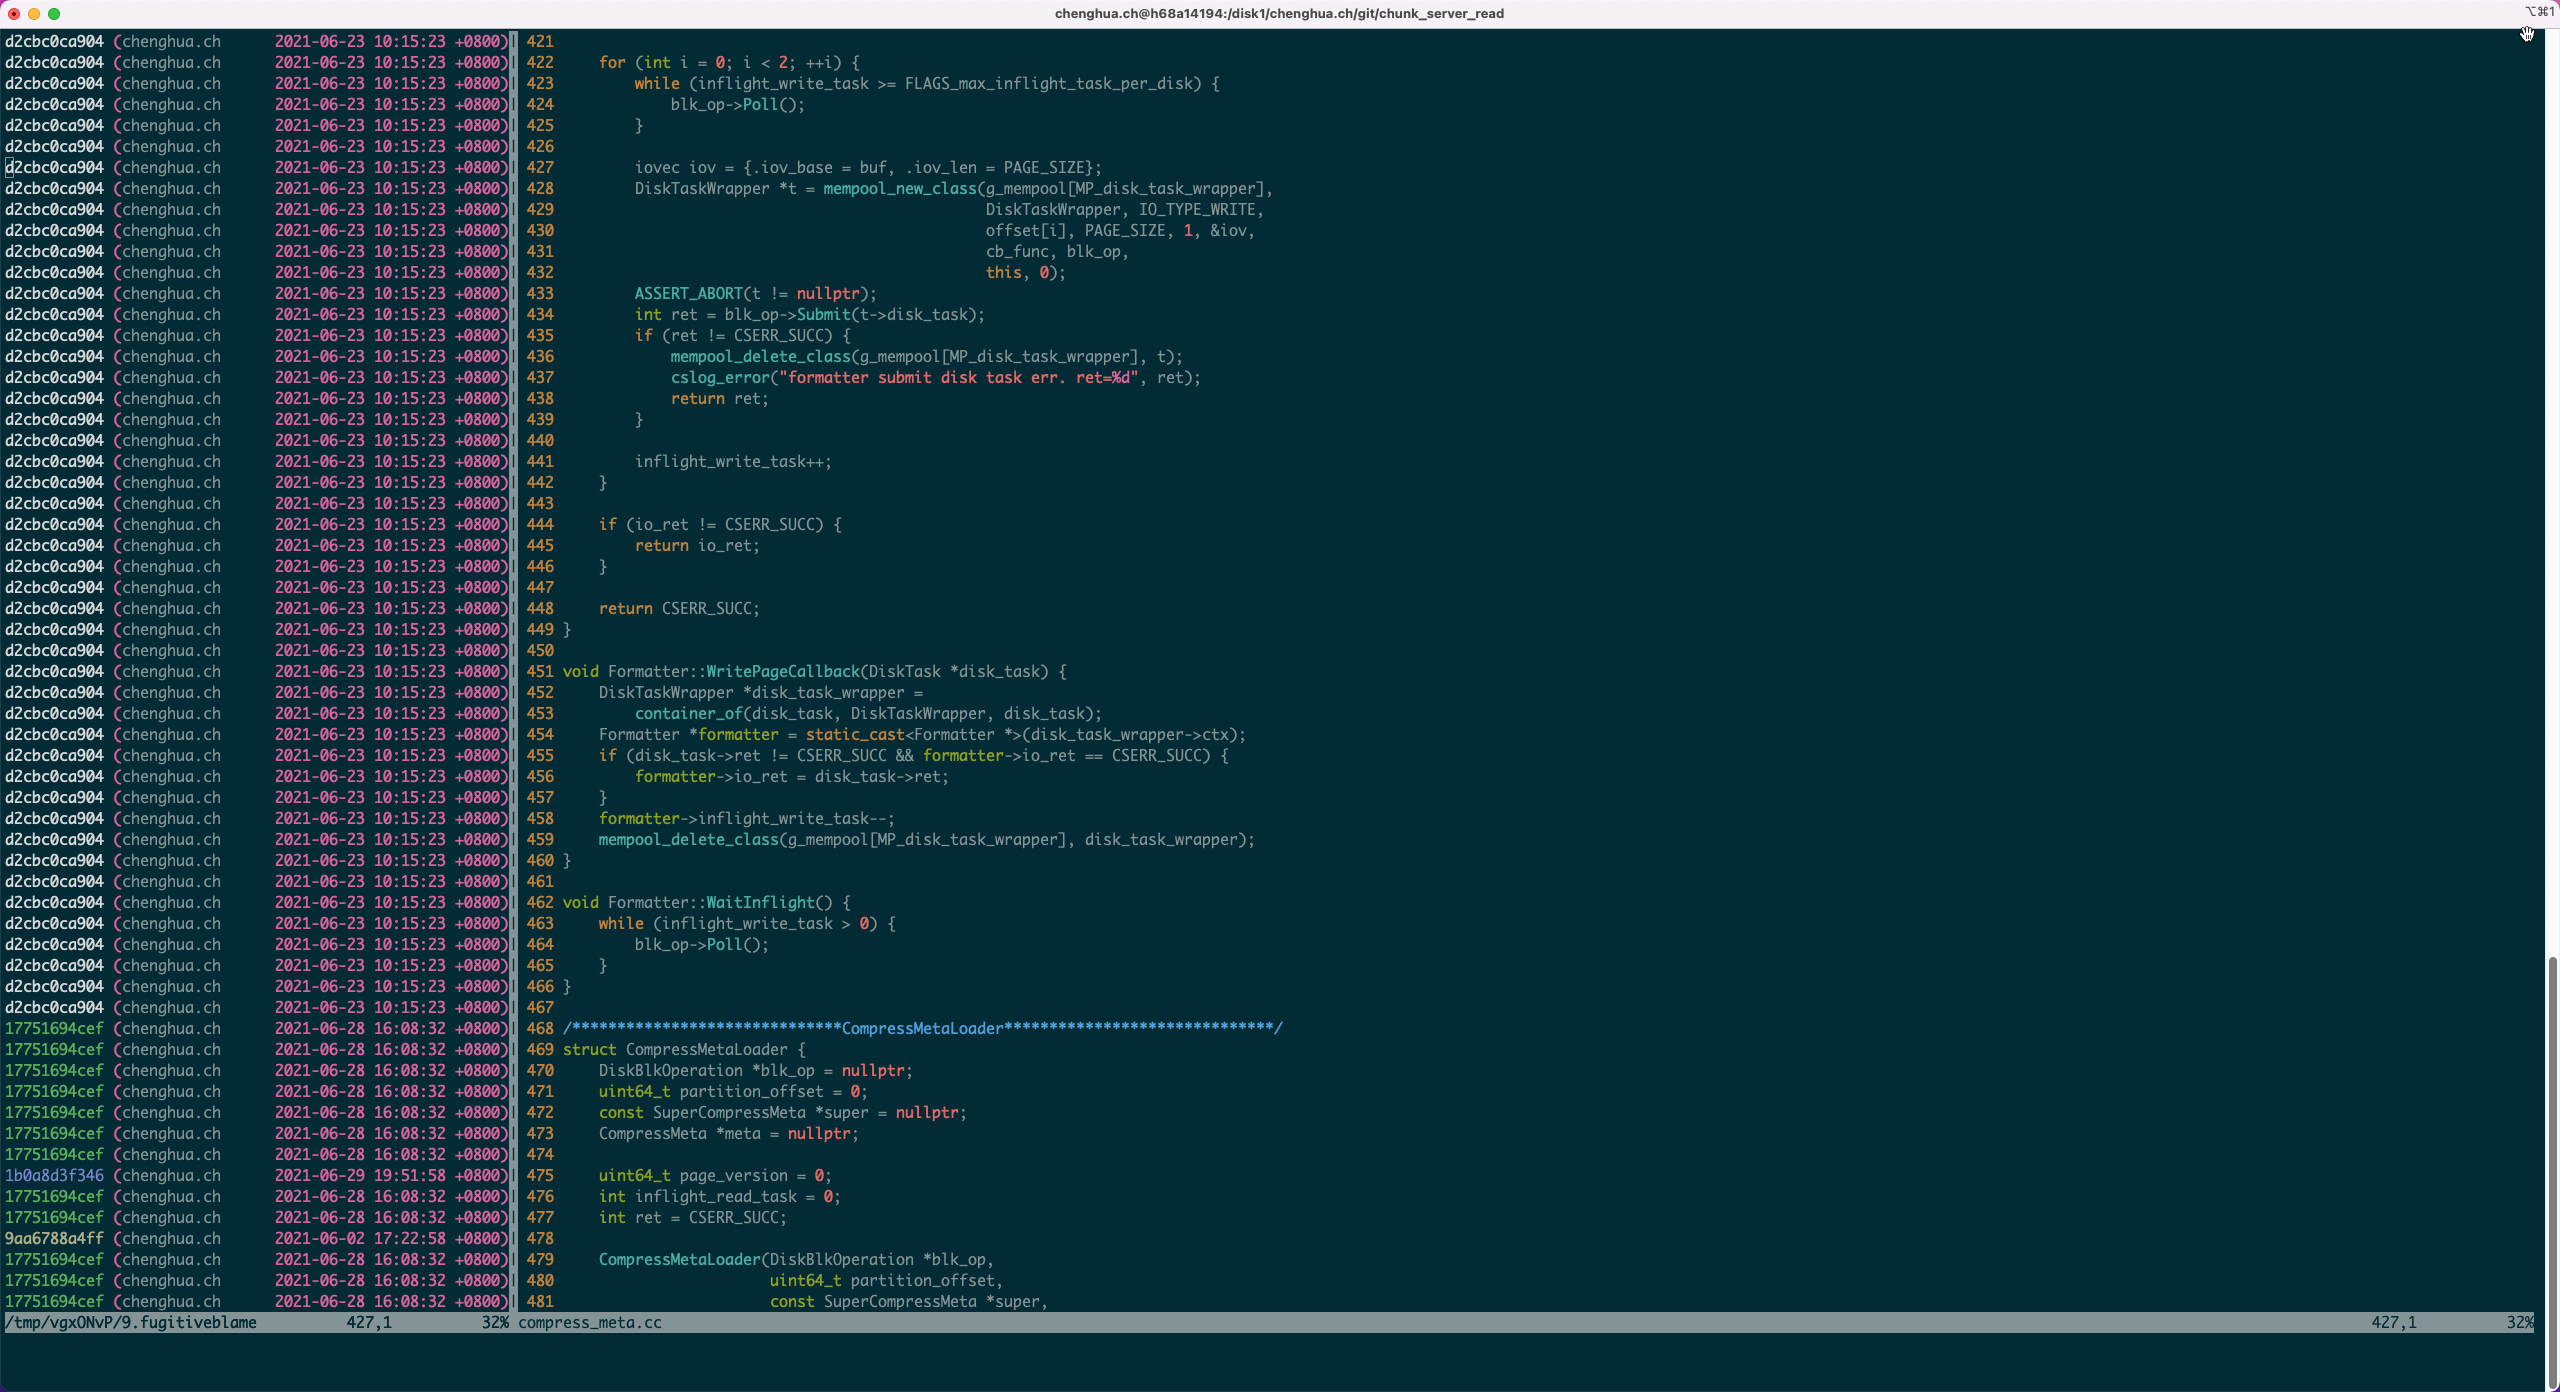 chenghua.ch@h68a14194:/disk1/chenghua.ch/git/chunk_server_read ⌥⌘1
d2cbc0ca904 (chenghua.ch      2021-06-23 10:15:23 +0800)| 421
d2cbc0ca904 (chenghua.ch      2021-06-23 10:15:23 +0800)| 422     for (int i = 0; i < 2; ++i) {
d2cbc0ca904 (chenghua.ch      2021-06-23 10:15:23 +0800)| 423         while (inflight_write_task >= FLAGS_max_inflight_task_per_disk) {
d2cbc0ca904 (chenghua.ch      2021-06-23 10:15:23 +0800)| 424             blk_op->Poll();
d2cbc0ca904 (chenghua.ch      2021-06-23 10:15:23 +0800)| 425         }
d2cbc0ca904 (chenghua.ch      2021-06-23 10:15:23 +0800)| 426
d2cbc0ca904 (chenghua.ch      2021-06-23 10:15:23 +0800)| 427         iovec iov = {.iov_base = buf, .iov_len = PAGE_SIZE};
d2cbc0ca904 (chenghua.ch      2021-06-23 10:15:23 +0800)| 428         DiskTaskWrapper *t = mempool_new_class(g_mempool[MP_disk_task_wrapper],
d2cbc0ca904 (chenghua.ch      2021-06-23 10:15:23 +0800)| 429                                                DiskTaskWrapper, IO_TYPE_WRITE,
d2cbc0ca904 (chenghua.ch      2021-06-23 10:15:23 +0800)| 430                                                offset[i], PAGE_SIZE, 1, &iov,
d2cbc0ca904 (chenghua.ch      2021-06-23 10:15:23 +0800)| 431                                                cb_func, blk_op,
d2cbc0ca904 (chenghua.ch      2021-06-23 10:15:23 +0800)| 432                                                this, 0);
d2cbc0ca904 (chenghua.ch      2021-06-23 10:15:23 +0800)| 433         ASSERT_ABORT(t != nullptr);
d2cbc0ca904 (chenghua.ch      2021-06-23 10:15:23 +0800)| 434         int ret = blk_op->Submit(t->disk_task);
d2cbc0ca904 (chenghua.ch      2021-06-23 10:15:23 +0800)| 435         if (ret != CSERR_SUCC) {
d2cbc0ca904 (chenghua.ch      2021-06-23 10:15:23 +0800)| 436             mempool_delete_class(g_mempool[MP_disk_task_wrapper], t);
d2cbc0ca904 (chenghua.ch      2021-06-23 10:15:23 +0800)| 437             cslog_error("formatter submit disk task err. ret=%d", ret);
d2cbc0ca904 (chenghua.ch      2021-06-23 10:15:23 +0800)| 438             return ret;
d2cbc0ca904 (chenghua.ch      2021-06-23 10:15:23 +0800)| 439         }
d2cbc0ca904 (chenghua.ch      2021-06-23 10:15:23 +0800)| 440
d2cbc0ca904 (chenghua.ch      2021-06-23 10:15:23 +0800)| 441         inflight_write_task++;
d2cbc0ca904 (chenghua.ch      2021-06-23 10:15:23 +0800)| 442     }
d2cbc0ca904 (chenghua.ch      2021-06-23 10:15:23 +0800)| 443
d2cbc0ca904 (chenghua.ch      2021-06-23 10:15:23 +0800)| 444     if (io_ret != CSERR_SUCC) {
d2cbc0ca904 (chenghua.ch      2021-06-23 10:15:23 +0800)| 445         return io_ret;
d2cbc0ca904 (chenghua.ch      2021-06-23 10:15:23 +0800)| 446     }
d2cbc0ca904 (chenghua.ch      2021-06-23 10:15:23 +0800)| 447
d2cbc0ca904 (chenghua.ch      2021-06-23 10:15:23 +0800)| 448     return CSERR_SUCC;
d2cbc0ca904 (chenghua.ch      2021-06-23 10:15:23 +0800)| 449 }
d2cbc0ca904 (chenghua.ch      2021-06-23 10:15:23 +0800)| 450
d2cbc0ca904 (chenghua.ch      2021-06-23 10:15:23 +0800)| 451 void Formatter::WritePageCallback(DiskTask *disk_task) {
d2cbc0ca904 (chenghua.ch      2021-06-23 10:15:23 +0800)| 452     DiskTaskWrapper *disk_task_wrapper =
d2cbc0ca904 (chenghua.ch      2021-06-23 10:15:23 +0800)| 453         container_of(disk_task, DiskTaskWrapper, disk_task);
d2cbc0ca904 (chenghua.ch      2021-06-23 10:15:23 +0800)| 454     Formatter *formatter = static_cast<Formatter *>(disk_task_wrapper->ctx);
d2cbc0ca904 (chenghua.ch      2021-06-23 10:15:23 +0800)| 455     if (disk_task->ret != CSERR_SUCC && formatter->io_ret == CSERR_SUCC) {
d2cbc0ca904 (chenghua.ch      2021-06-23 10:15:23 +0800)| 456         formatter->io_ret = disk_task->ret;
d2cbc0ca904 (chenghua.ch      2021-06-23 10:15:23 +0800)| 457     }
d2cbc0ca904 (chenghua.ch      2021-06-23 10:15:23 +0800)| 458     formatter->inflight_write_task--;
d2cbc0ca904 (chenghua.ch      2021-06-23 10:15:23 +0800)| 459     mempool_delete_class(g_mempool[MP_disk_task_wrapper], disk_task_wrapper);
d2cbc0ca904 (chenghua.ch      2021-06-23 10:15:23 +0800)| 460 }
d2cbc0ca904 (chenghua.ch      2021-06-23 10:15:23 +0800)| 461
d2cbc0ca904 (chenghua.ch      2021-06-23 10:15:23 +0800)| 462 void Formatter::WaitInflight() {
d2cbc0ca904 (chenghua.ch      2021-06-23 10:15:23 +0800)| 463     while (inflight_write_task > 0) {
d2cbc0ca904 (chenghua.ch      2021-06-23 10:15:23 +0800)| 464         blk_op->Poll();
d2cbc0ca904 (chenghua.ch      2021-06-23 10:15:23 +0800)| 465     }
d2cbc0ca904 (chenghua.ch      2021-06-23 10:15:23 +0800)| 466 }
d2cbc0ca904 (chenghua.ch      2021-06-23 10:15:23 +0800)| 467
17751694cef (chenghua.ch      2021-06-28 16:08:32 +0800)| 468 /******************************CompressMetaLoader******************************/
17751694cef (chenghua.ch      2021-06-28 16:08:32 +0800)| 469 struct CompressMetaLoader {
17751694cef (chenghua.ch      2021-06-28 16:08:32 +0800)| 470     DiskBlkOperation *blk_op = nullptr;
17751694cef (chenghua.ch      2021-06-28 16:08:32 +0800)| 471     uint64_t partition_offset = 0;
17751694cef (chenghua.ch      2021-06-28 16:08:32 +0800)| 472     const SuperCompressMeta *super = nullptr;
17751694cef (chenghua.ch      2021-06-28 16:08:32 +0800)| 473     CompressMeta *meta = nullptr;
17751694cef (chenghua.ch      2021-06-28 16:08:32 +0800)| 474
1b0a8d3f346 (chenghua.ch      2021-06-29 19:51:58 +0800)| 475     uint64_t page_version = 0;
17751694cef (chenghua.ch      2021-06-28 16:08:32 +0800)| 476     int inflight_read_task = 0;
17751694cef (chenghua.ch      2021-06-28 16:08:32 +0800)| 477     int ret = CSERR_SUCC;
9aa6788a4ff (chenghua.ch      2021-06-02 17:22:58 +0800)| 478
17751694cef (chenghua.ch      2021-06-28 16:08:32 +0800)| 479     CompressMetaLoader(DiskBlkOperation *blk_op,
17751694cef (chenghua.ch      2021-06-28 16:08:32 +0800)| 480                        uint64_t partition_offset,
17751694cef (chenghua.ch      2021-06-28 16:08:32 +0800)| 481                        const SuperCompressMeta *super,
/tmp/vgxONvP/9.fugitiveblame          427,1          32% compress_meta.cc          427,1          32%